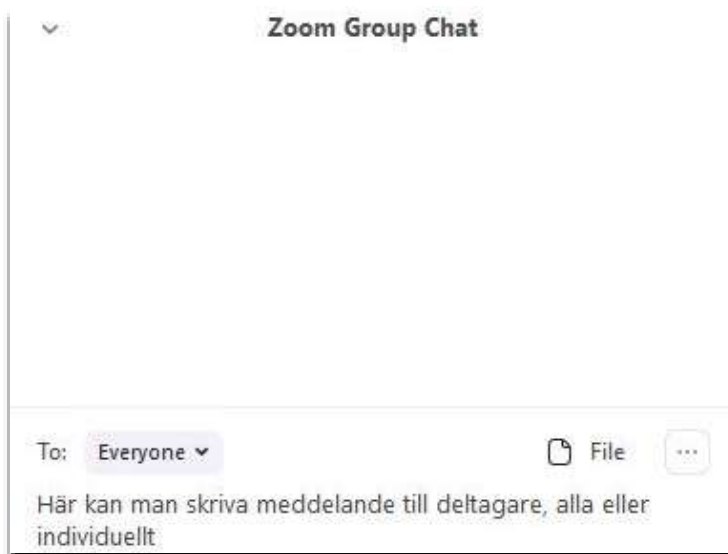 Zoom Group Chat
To: Everyone File ...
Här kan man skriva meddelande till deltagare, alla eller
individuellt